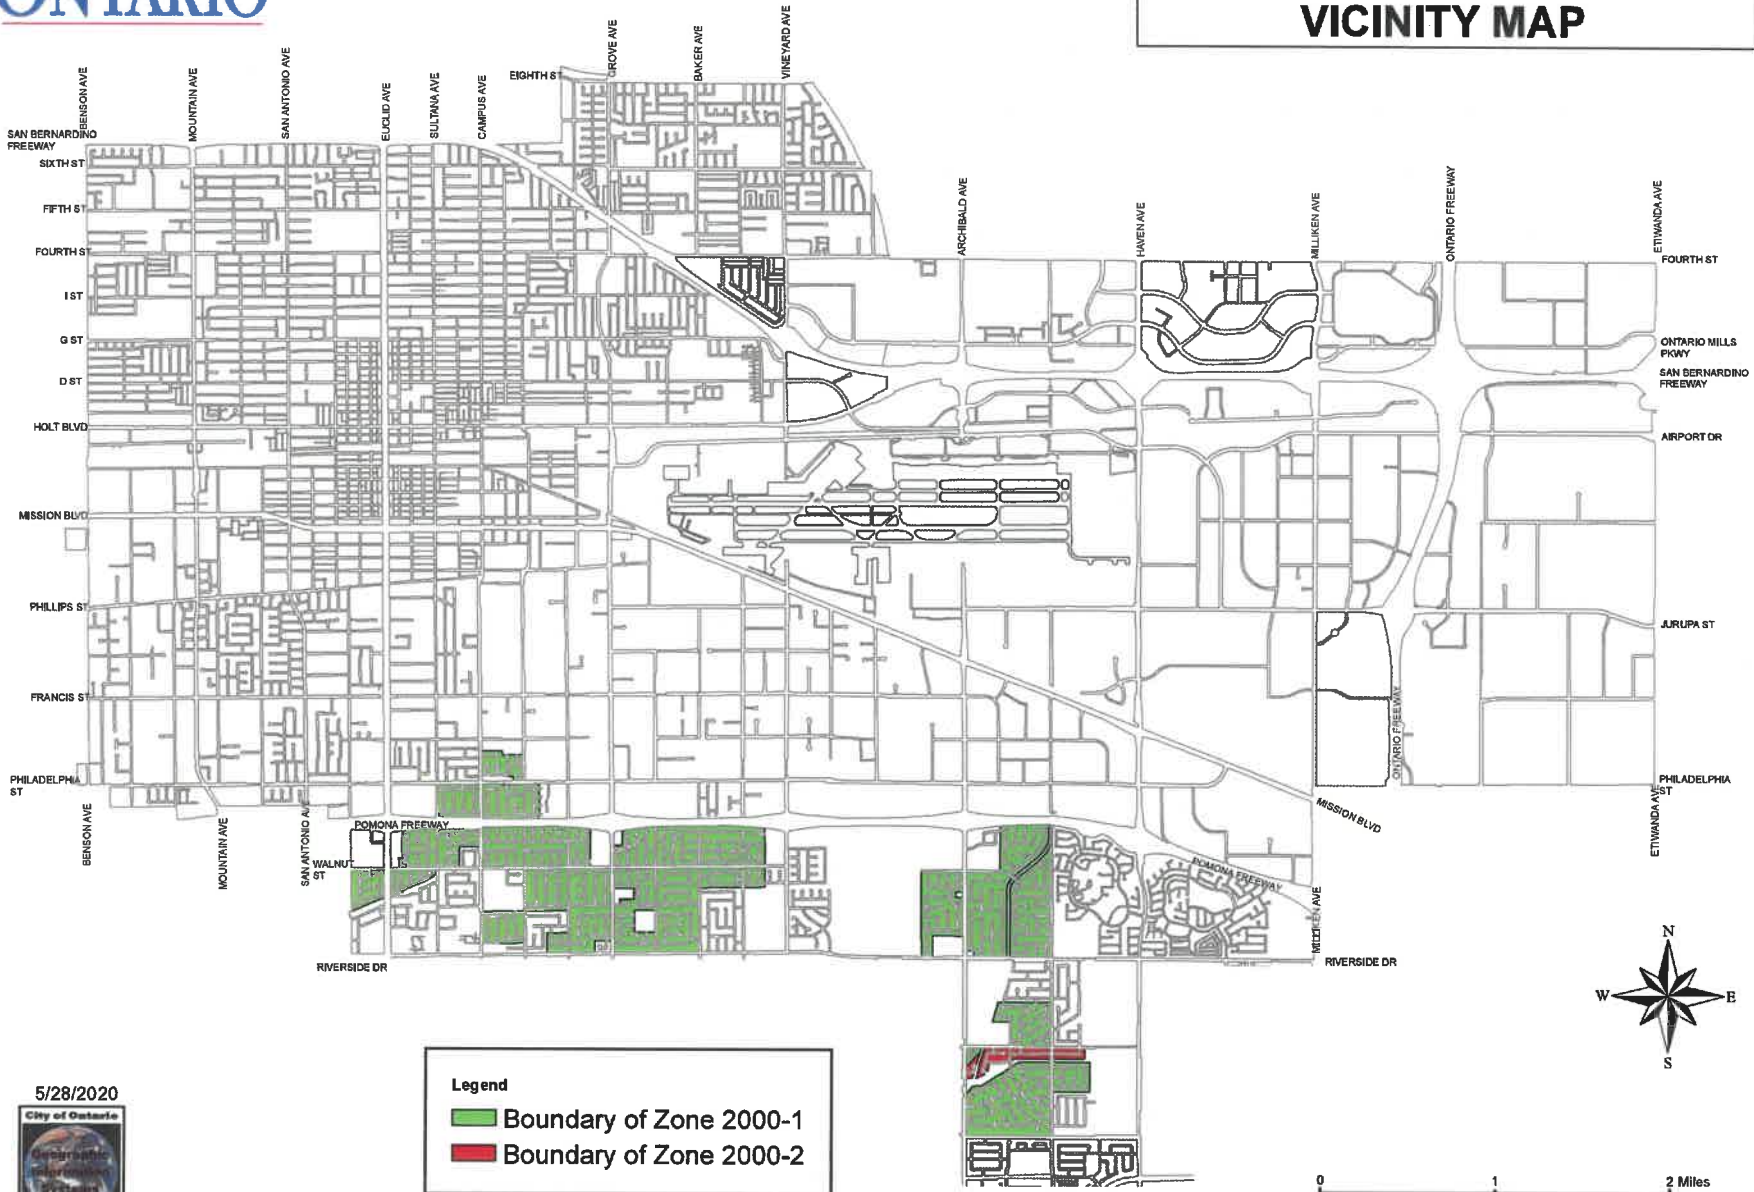 ONTARIO
VICINITY MAP
EIGHTH ST
GROVE AVE
BAKER AVE
VINEYARD AVE
BENSON AVE
MOUNTAIN AVE
SAN ANTONIO AVE
EUCLID AVE
SULTANA AVE
CAMPUS AVE
SAN BERNARDINO
FREEWAY
SIXTH ST
FIFTH ST
FOURTH ST
I ST
G ST
D ST
HOLT BLVD
MISSION BLVD
PHILLIPS ST
FRANCIS ST
PHILADELPHIA
ST
ARCHIBALD AVE
HAVEN AVE
MILLIKEN AVE
ONTARIO FREEWAY
ETIWANDA AVE
FOURTH ST
ONTARIO MILLS
PKWY
SAN BERNARDINO
FREEWAY
AIRPORT DR
JURUPA ST
ONTARIO FREEWAY
PHILADELPHIA
ST
MISSION BLVD
ETIWANDA AVE
BENSON AVE
MOUNTAIN AVE
SAN ANTONIO AV
POMONA FREEWAY
WALNUT
ST
POMONA FREEWAY
MILLIKEN AVE
RIVERSIDE DR
RIVERSIDE DR
N
W
E
S
5/28/2020
City of Ontario
Geographic
Information
Systems
Legend
Boundary of Zone 2000-1
Boundary of Zone 2000-2
0 1 2 Miles